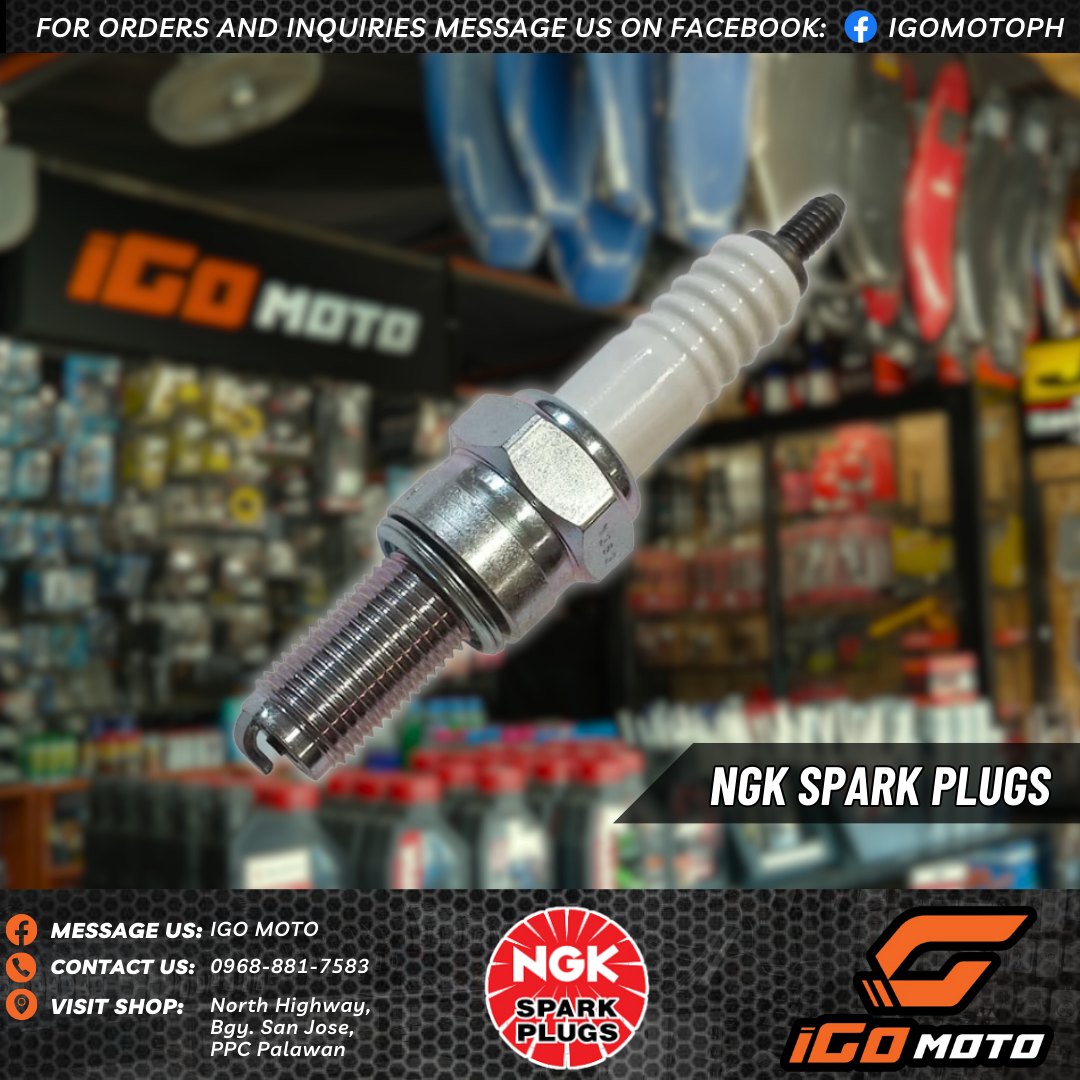 FOR ORDERS AND INQUIRIES MESSAGE US ON FACEBOOK: IGOMOTOPH
iGO MOTO
NGK SPARK PLUGS
MESSAGE US: IGO MOTO
CONTACT US: 0968-881-7583
VISIT SHOP: North Highway,
Bgy. San Jose,
PPC Palawan
NGK
SPARK
PLUGS
iGO MOTO